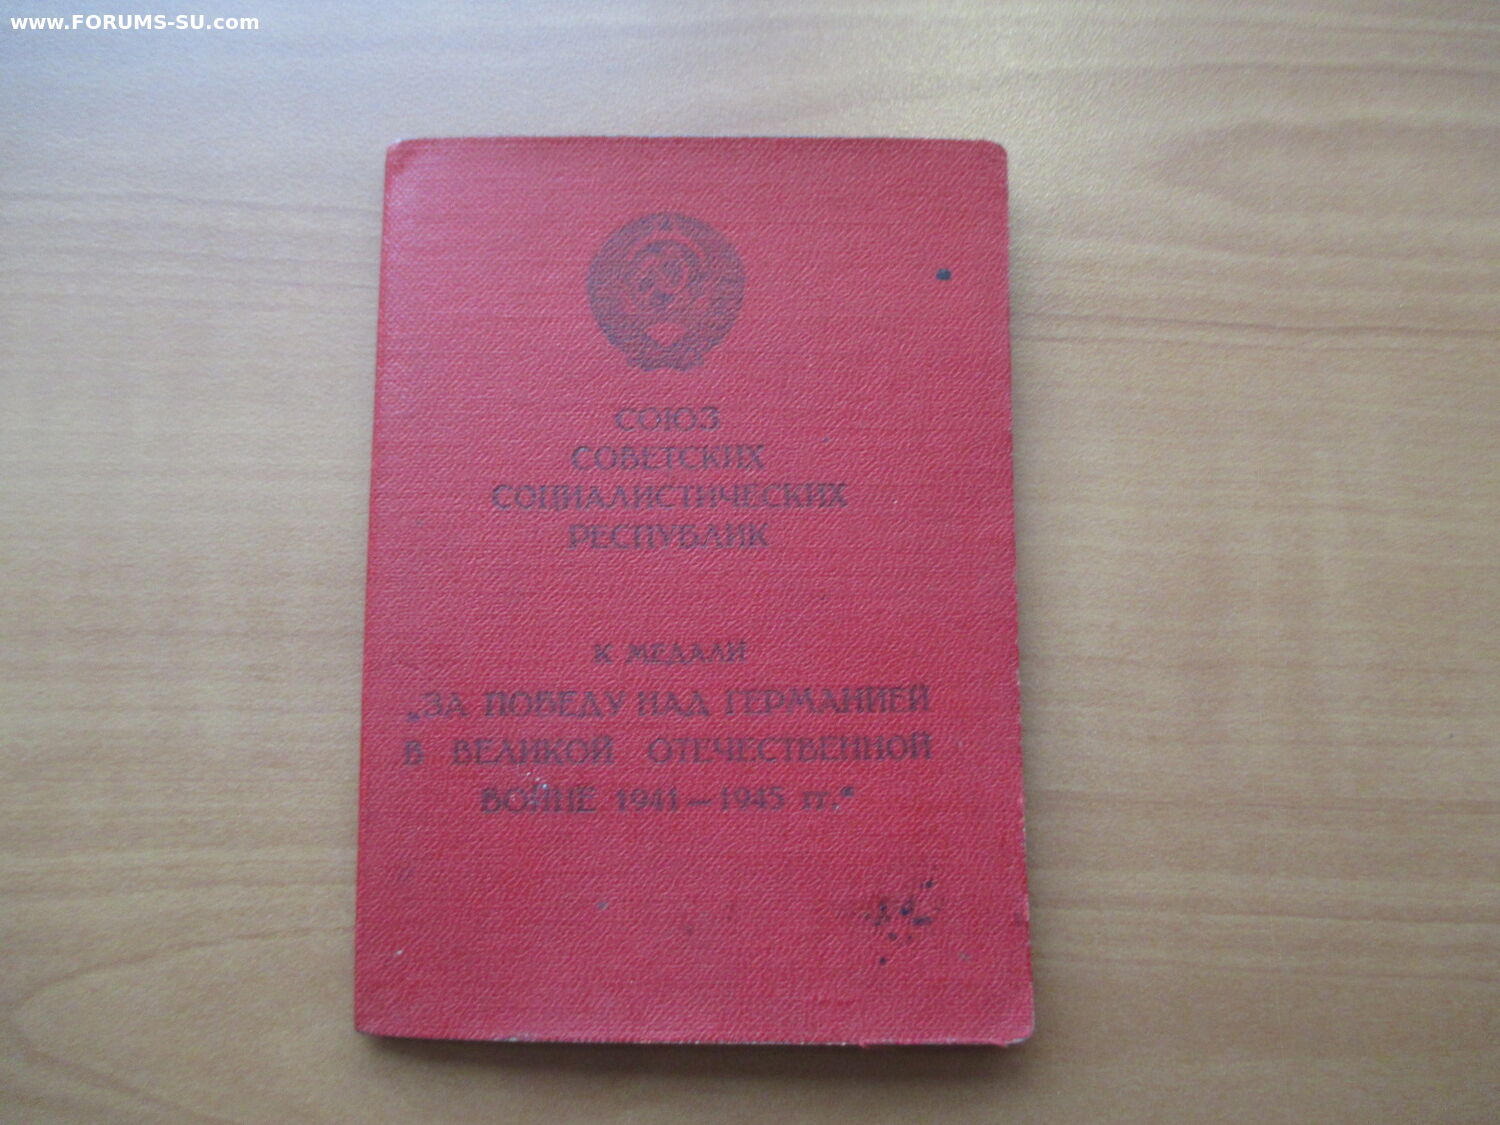 www.FORUMS-SU.com
СОЮЗ
СОВЕТСКИХ
СОЦИАЛИСТИЧЕСКИХ
РЕСПУБЛИК
К МЕДАЛИ
„ЗА ПОБЕДУ НАД ГЕРМАНИЕЙ
В ВЕЛИКОЙ ОТЕЧЕСТВЕННОЙ
ВОЙНЕ 1941—1945 гг.“